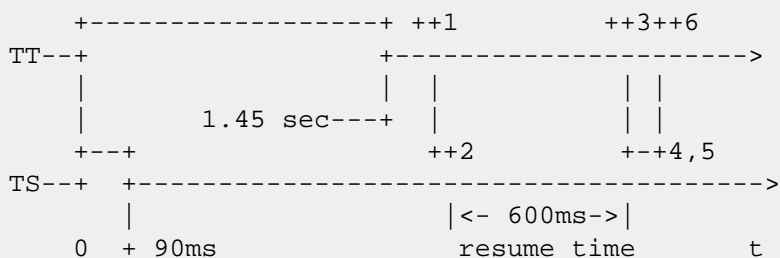 +------------------+ ++1         ++3++6
TT--+                  +--------------------->
     |                  |  |           | |
     |       1.45 sec---+  |           | |
     +--+                  ++2         +-+4,5
TS--+  +-------------------------------------->
        |                   |<- 600ms->|
     0  + 90ms               resume time       t